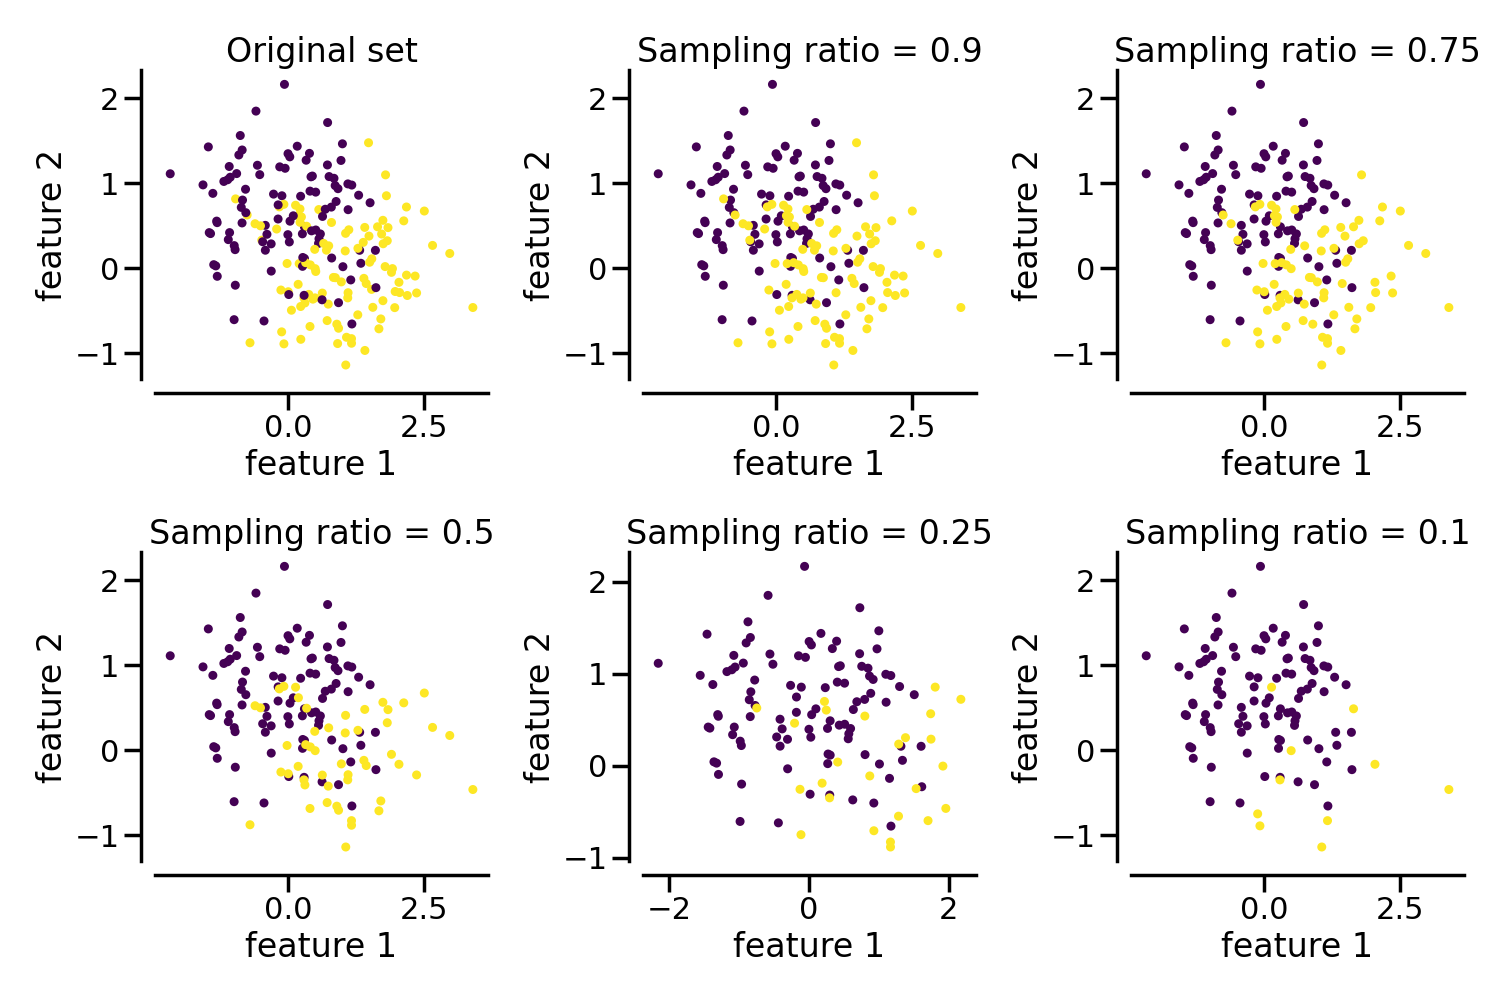 Original set
Sampling ratio = 0.9
Sampling ratio = 0.75
feature 2
2
1
0
−1
0.0
2.5
feature 1
feature 2
2
1
0
−1
0.0
2.5
feature 1
feature 2
2
1
0
−1
0.0
2.5
feature 1
Sampling ratio = 0.5
Sampling ratio = 0.25
Sampling ratio = 0.1
feature 2
2
1
0
−1
0.0
2.5
feature 1
feature 2
2
1
0
−1
−2
0
2
feature 1
feature 2
2
1
0
−1
0.0
2.5
feature 1